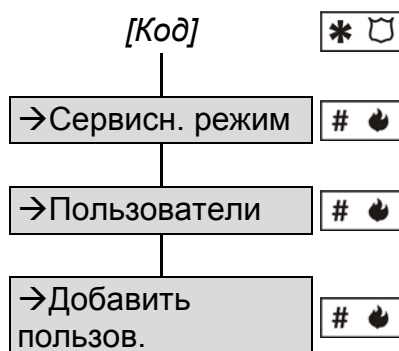 [Код] *
→Сервисн. режим #
→Пользователи #
→Добавить #
пользов.